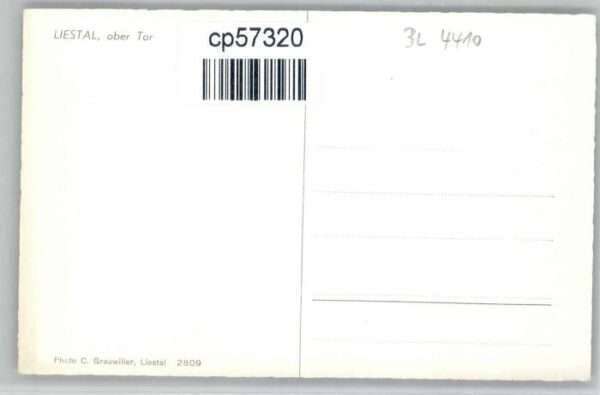 LIESTAL, ober Tor
cp57320
BL 4410
Photo C. Grauwiller, Liestal 2809